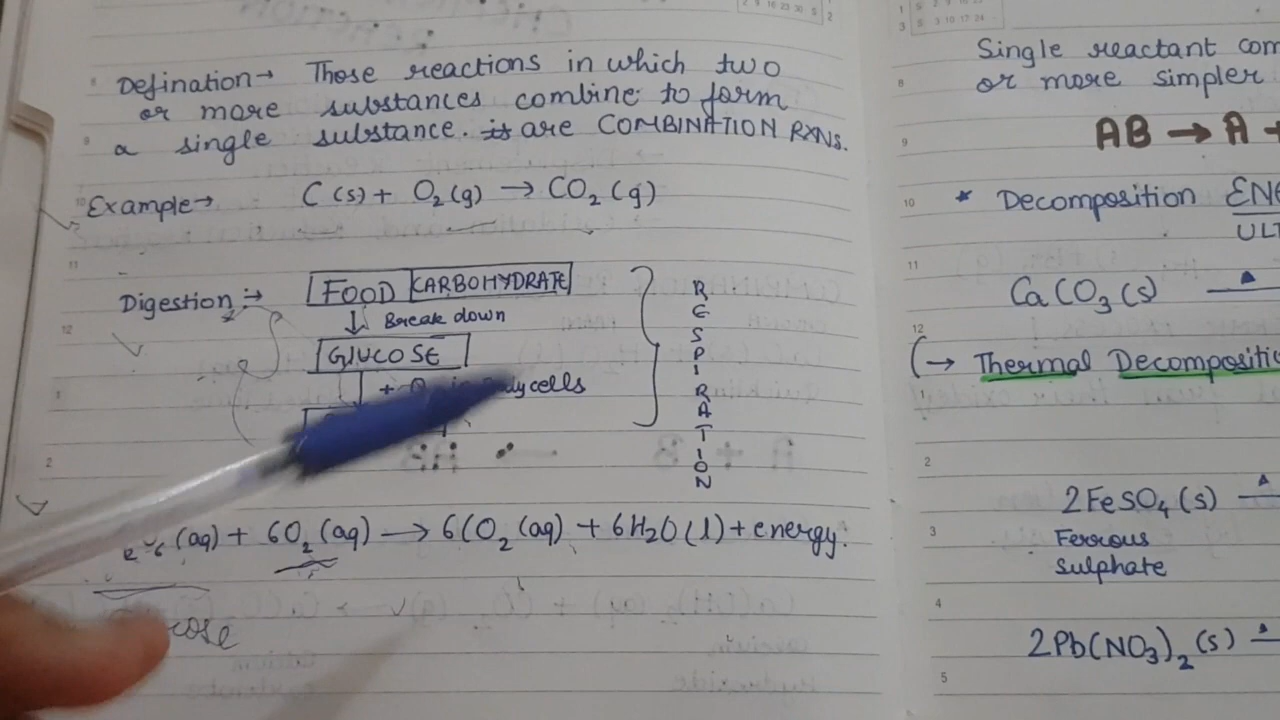 Defination→ Those reactions in which two
or more substances combine to form
a single substance. is are COMBINATION RXNs.
Example→ C (s) + O₂ (g) → CO₂ (g)
Digestion :→ FOOD CARBOHYDRATE
↓ Break down
GLUCOSE
+ cells
RESPIRATION
(aq) + 6O₂ (aq) → 6CO₂ (aq) + 6H₂O (l) + energy.
Single reactant com
or more simpler
AB → A +
* Decomposition ENE
ULT
CaCO₃ (s)
(→ Thermal Decompositio
2FeSO₄ (s)
Ferrous
sulphate
2Pb(NO₃)₂ (s)